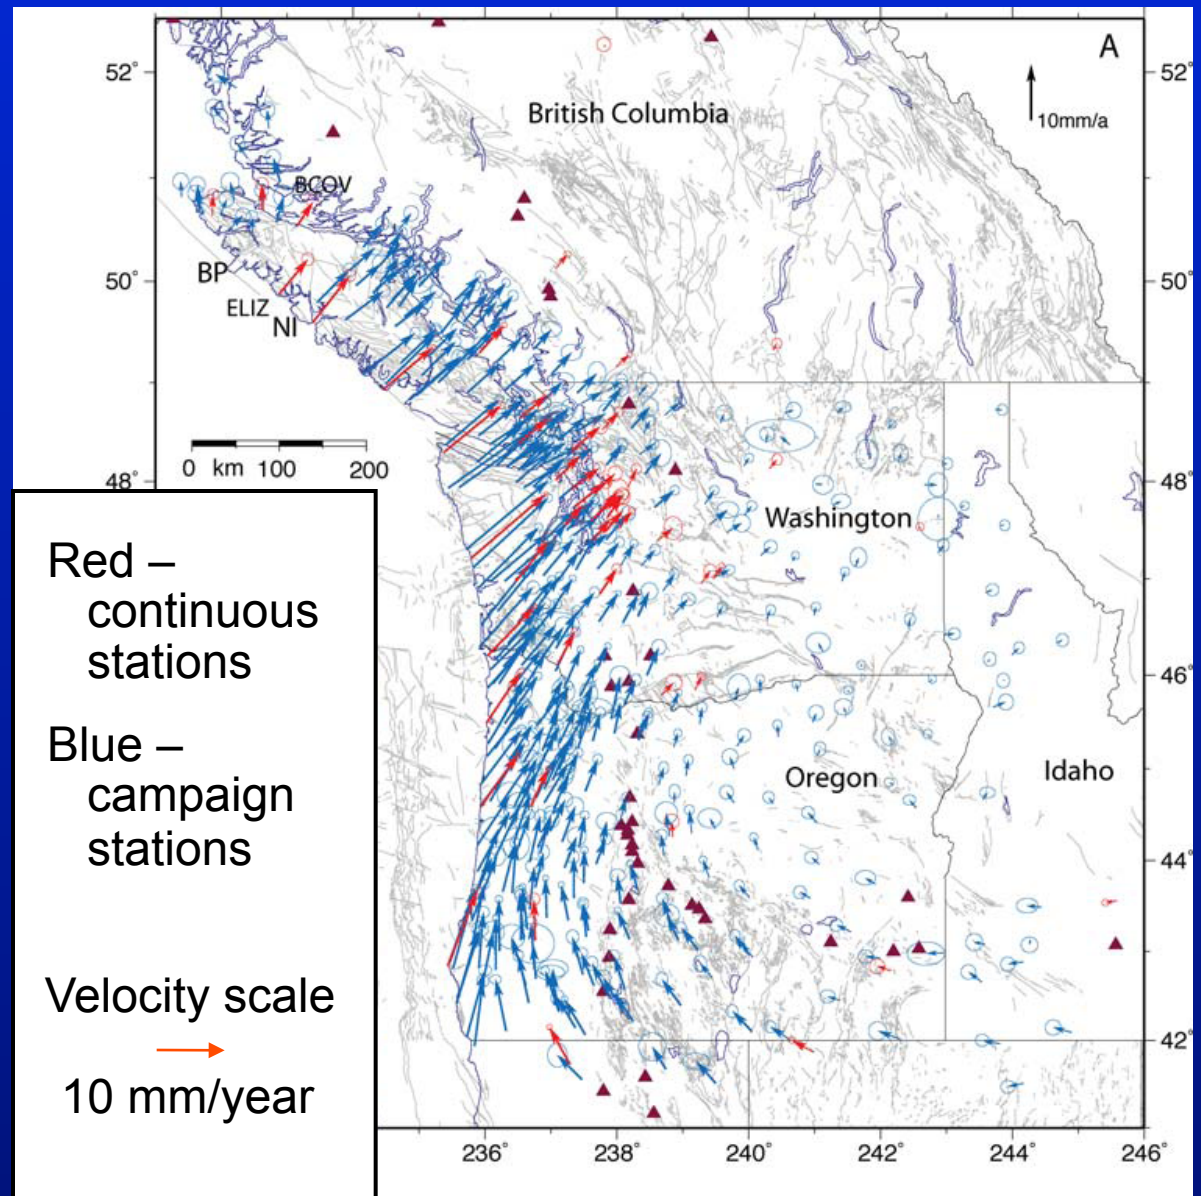 A
52°
52°
10mm/a
British Columbia
BCOV
BP
50°
50°
ELIZ
NI
0 km 100 200
48°
48°
Washington
Red –
continuous
stations
46°
Blue –
campaign
stations
Oregon
Idaho
44°
Velocity scale
10 mm/year
42°
236° 238° 240° 242° 244° 246°